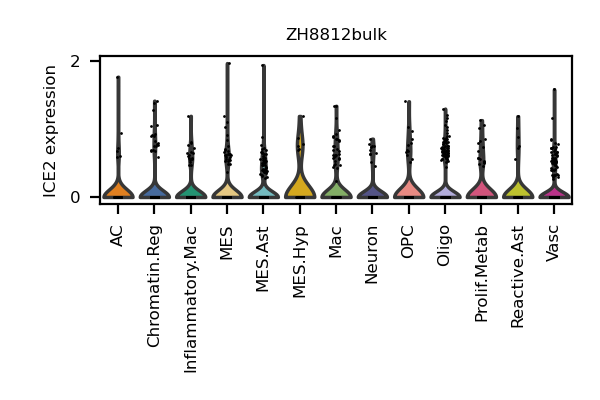 ZH8812bulk
ICE2 expression
2
0
AC
Chromatin.Reg
Inflammatory.Mac
MES
MES.Ast
MES.Hyp
Mac
Neuron
OPC
Oligo
Prolif.Metab
Reactive.Ast
Vasc